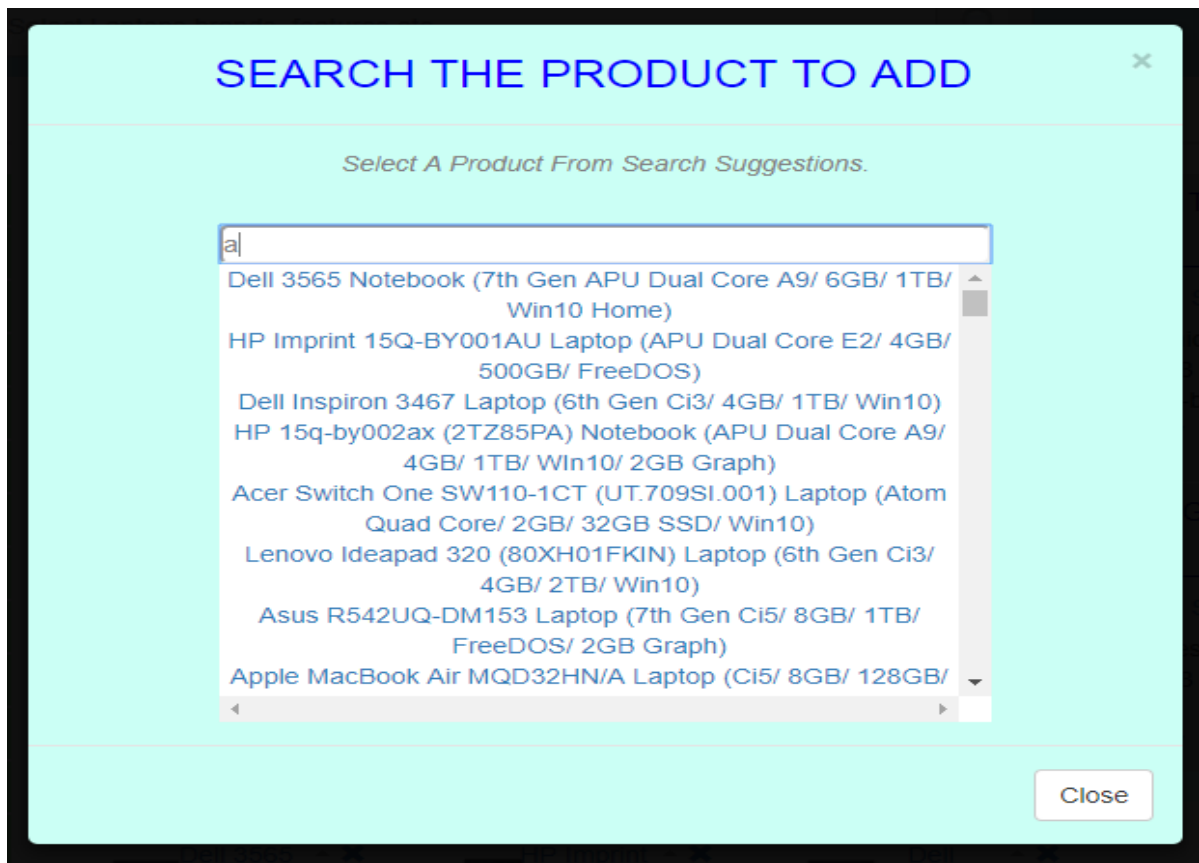 SEARCH THE PRODUCT TO ADD
×
Select A Product From Search Suggestions.
a
Dell 3565 Notebook (7th Gen APU Dual Core A9/ 6GB/ 1TB/
Win10 Home)
HP Imprint 15Q-BY001AU Laptop (APU Dual Core E2/ 4GB/
500GB/ FreeDOS)
Dell Inspiron 3467 Laptop (6th Gen Ci3/ 4GB/ 1TB/ Win10)
HP 15q-by002ax (2TZ85PA) Notebook (APU Dual Core A9/
4GB/ 1TB/ WIn10/ 2GB Graph)
Acer Switch One SW110-1CT (UT.709SI.001) Laptop (Atom
Quad Core/ 2GB/ 32GB SSD/ Win10)
Lenovo Ideapad 320 (80XH01FKIN) Laptop (6th Gen Ci3/
4GB/ 2TB/ Win10)
Asus R542UQ-DM153 Laptop (7th Gen Ci5/ 8GB/ 1TB/
FreeDOS/ 2GB Graph)
Apple MacBook Air MQD32HN/A Laptop (Ci5/ 8GB/ 128GB/
Close
Dell 3565 - × HP Imprint - × Dell